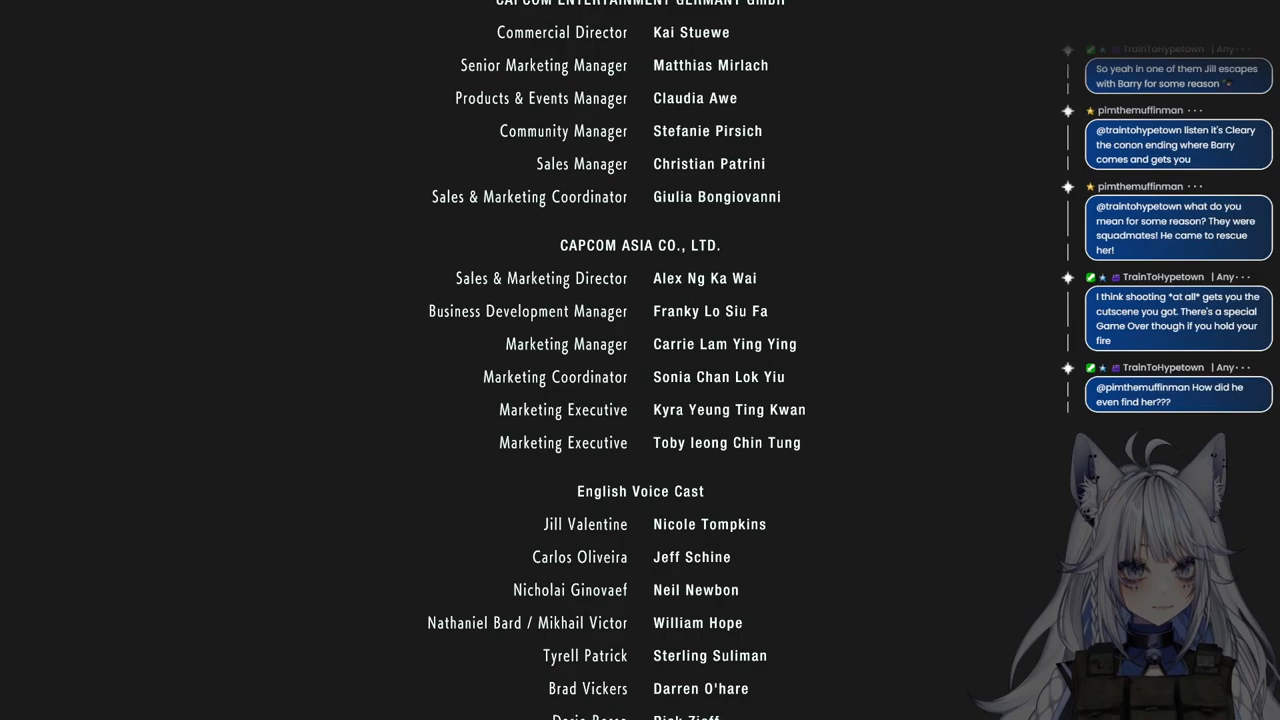 CAPCOM ENTERTAINMENT GERMANY GmbH
Commercial Director Kai Stuewe
Senior Marketing Manager Matthias Mirlach
Products & Events Manager Claudia Awe
Community Manager Stefanie Pirsich
Sales Manager Christian Patrini
Sales & Marketing Coordinator Giulia Bongiovanni
CAPCOM ASIA CO., LTD.
Sales & Marketing Director Alex Ng Ka Wai
Business Development Manager Franky Lo Siu Fa
Marketing Manager Carrie Lam Ying Ying
Marketing Coordinator Sonia Chan Lok Yiu
Marketing Executive Kyra Yeung Ting Kwan
Marketing Executive Toby Ieong Chin Tung
English Voice Cast
Jill Valentine Nicole Tompkins
Carlos Oliveira Jeff Schine
Nicholai Ginovaef Neil Newbon
Nathaniel Bard / Mikhail Victor William Hope
Tyrell Patrick Sterling Suliman
Brad Vickers Darren O'hare
TrainToHypetown | Any···
So yeah in one of them Jill escapes
with Barry for some reason
pimthemuffinman ···
@traintohypetown listen it's Cleary
the conon ending where Barry
comes and gets you
pimthemuffinman ···
@traintohypetown what do you
mean for some reason? They were
squadmates! He came to rescue
her!
TrainToHypetown | Any···
I think shooting *at all* gets you the
cutscene you got. There's a special
Game Over though if you hold your
fire
TrainToHypetown | Any···
@pimthemuffinman How did he
even find her???